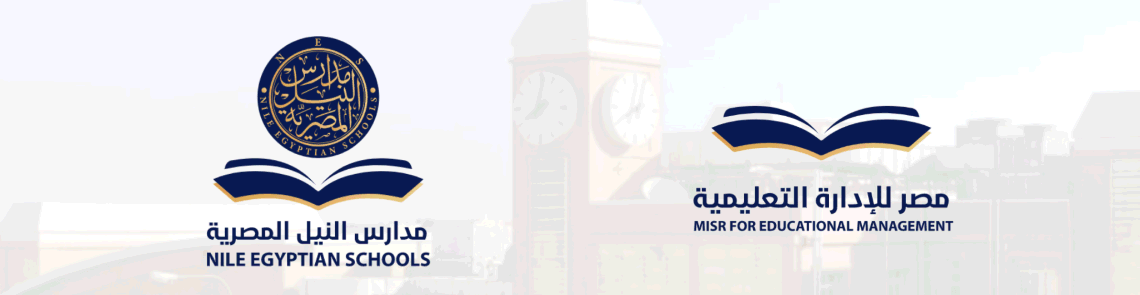 N E S
مدارس
النيل
المصرية
NILE EGYPTIAN SCHOOLS
مدارس النيل المصرية
NILE EGYPTIAN SCHOOLS
مصر للإدارة التعليمية
MISR FOR EDUCATIONAL MANAGEMENT